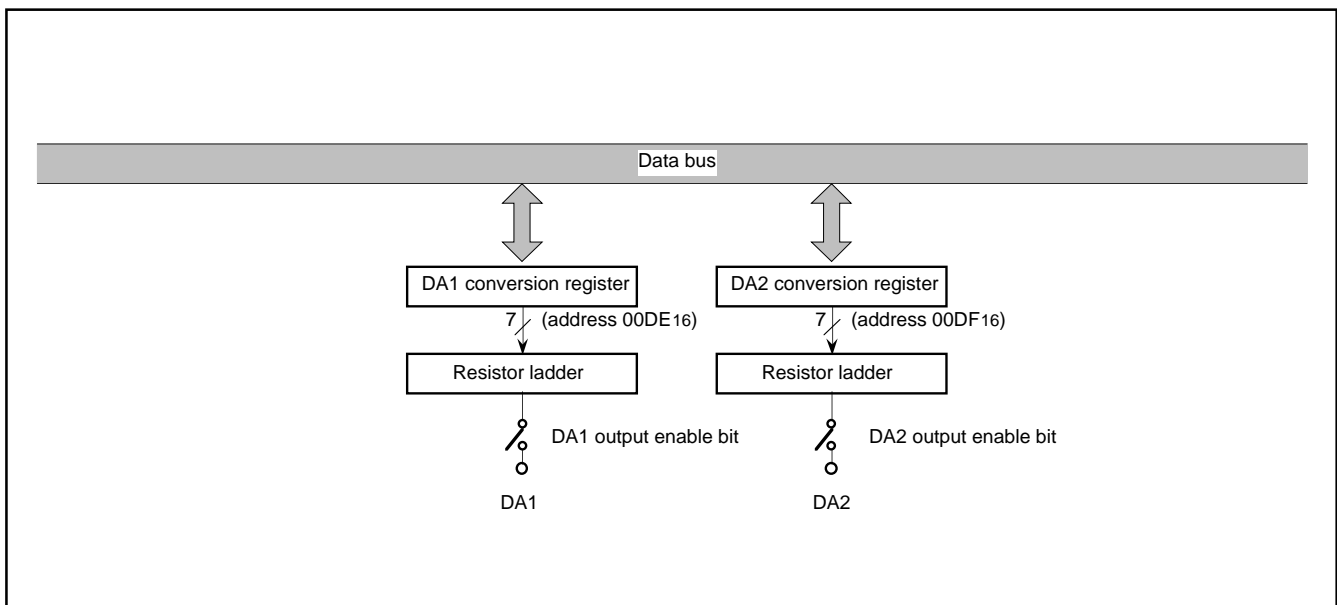 Data bus
DA1 conversion register
DA2 conversion register
7 (address 00DE16)
7 (address 00DF16)
Resistor ladder
Resistor ladder
DA1 output enable bit
DA2 output enable bit
DA1
DA2